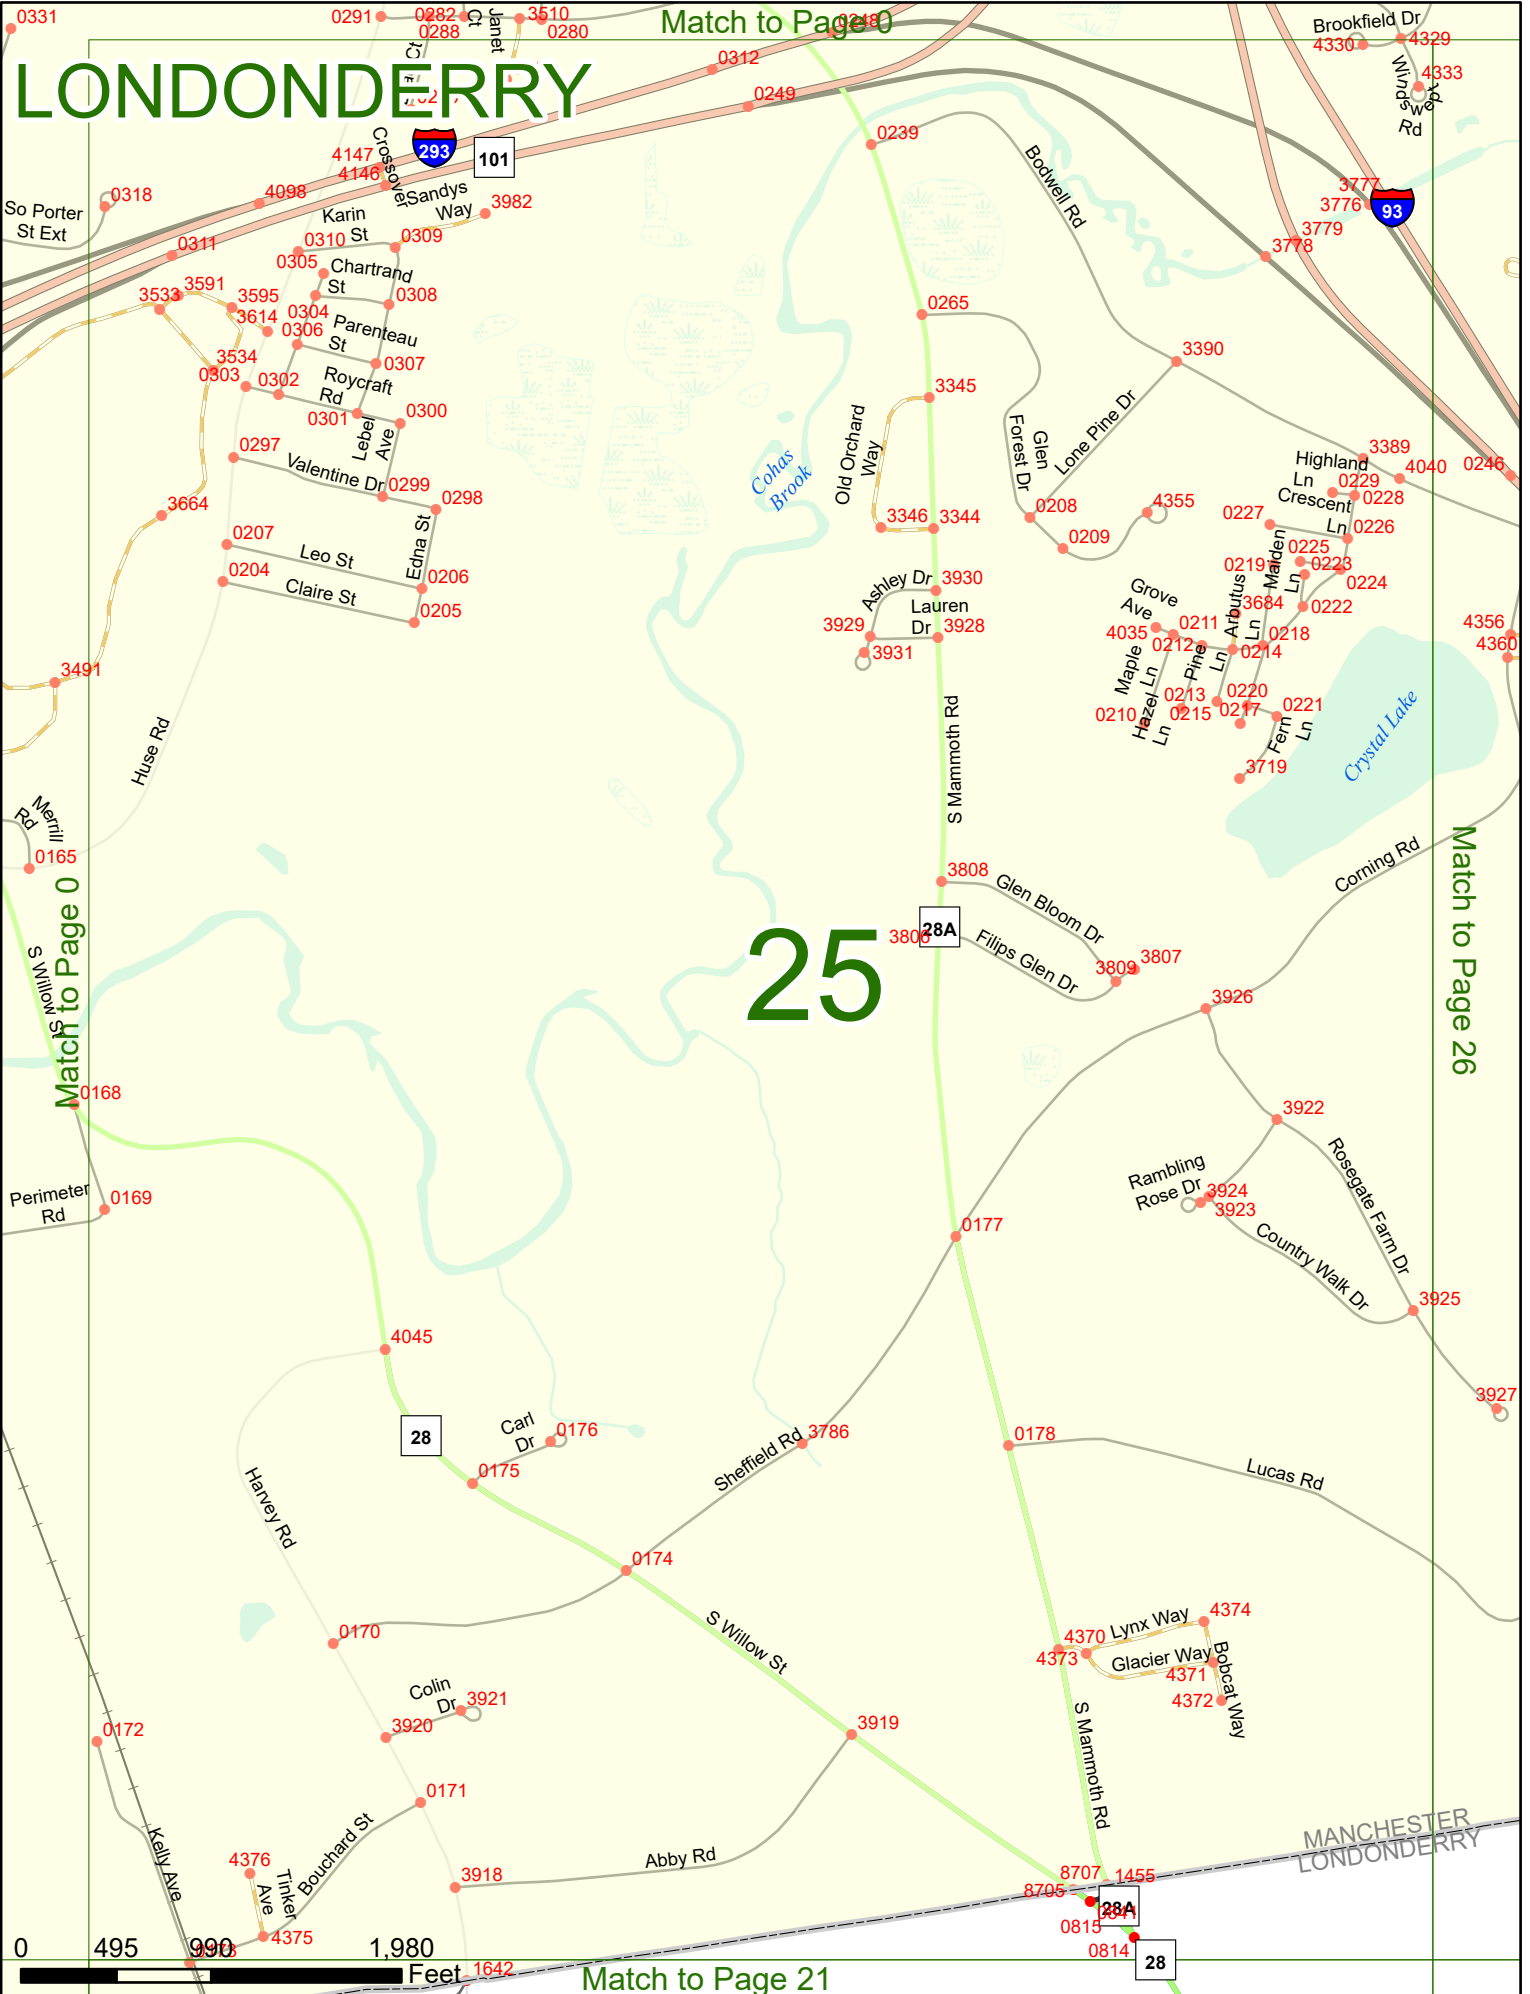 0331
0291
0282
0288
Ct
Janet
3510
0280
Match to Page 0
0248
Brookfield Dr
4330
4329
0312
Ct
4333
Windswept
Rd
LONDONDERRY
0249
0239
293
101
4147
4146
Crossover
Bodwell Rd
0318
4098
Sandys
Way
3982
3777
3776
93
So Porter
St Ext
Karin
St
0311
0310
0309
3779
3778
0305
Chartrand
St
3591
3533
3595
3614
0304
0308
0265
0306
Parenteau
St
3534
0307
3390
0303
0302
Roycraft
Rd
3345
0301
0300
Lebel
Ave
Old Orchard
Way
Glen
Forest Dr
Lone Pine Dr
0297
Valentine Dr
0299
0298
Cohas
Brook
3389
Highland
Ln
4040
0246
0229
0228
Crescent
Ln
3664
3346
3344
0208
4355
0227
0226
0207
Leo St
Edna St
0209
Maiden
Ln
0225
0223
0219
0224
0204
Claire St
0206
0205
Ashley Dr
3930
Lauren
Dr
3929
3928
3931
Grove
Ave
Arbutus
Ln
3684
0222
4035
0211
0212
0218
0214
4356
4360
3491
Maple
Ln
Pine
Ln
0213
0215
0220
0217
0221
0210
Hazel
Ln
Fern
Ln
3719
Crystal Lake
Huse Rd
S Mammoth Rd
Merrill
Rd
0165
Match to Page 0
S Willow St
3808
Glen Bloom Dr
Corning Rd
Match to Page 26
25
3806
28A
Filips Glen Dr
3809
3807
3926
0168
3922
Perimeter
Rd
0169
Rambling
Rose Dr
3924
3923
Rosegate Farm Dr
0177
Country Walk Dr
3925
4045
3927
28
Carl
Dr
0176
0175
Sheffield Rd
3786
0178
Lucas Rd
Harvey Rd
0174
S Willow St
0170
4370
4373
Lynx Way
4374
Glacier Way
4371
4372
Bobcat Way
Colin
Dr
3921
3920
0172
3919
S Mammoth Rd
0171
Bouchard St
MANCHESTER
LONDONDERRY
Kelly Ave
4376
Tinker
Ave
3918
Abby Rd
8707
1455
8705
28A
0841
0815
4375
0173
0814
28
0
495
990
1,980
Feet
1642
Match to Page 21